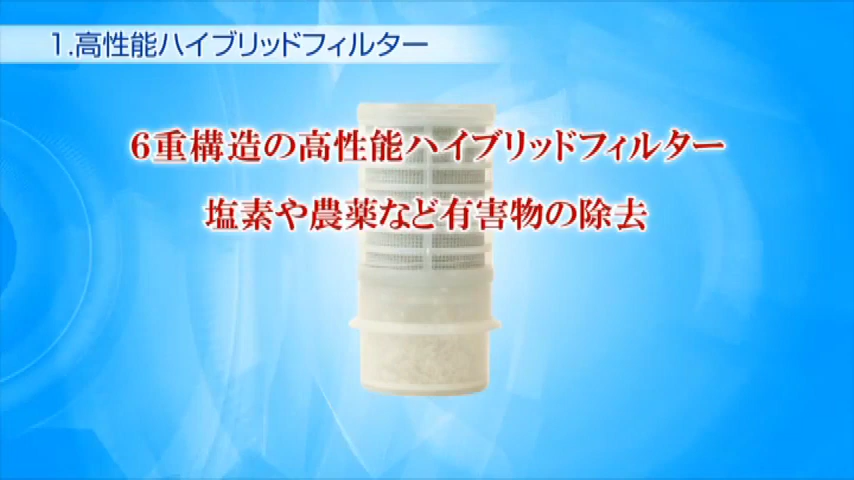 1.高性能ハイブリッドフィルター
6重構造の高性能ハイブリッドフィルター
塩素や農薬など有害物の除去